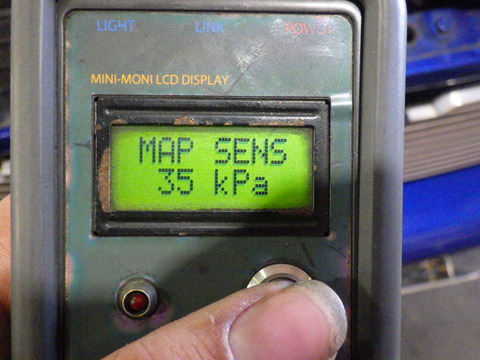 LIGHT LINK POWER
MINI-MONI LCD DISPLAY
MAP SENS
35 kPa